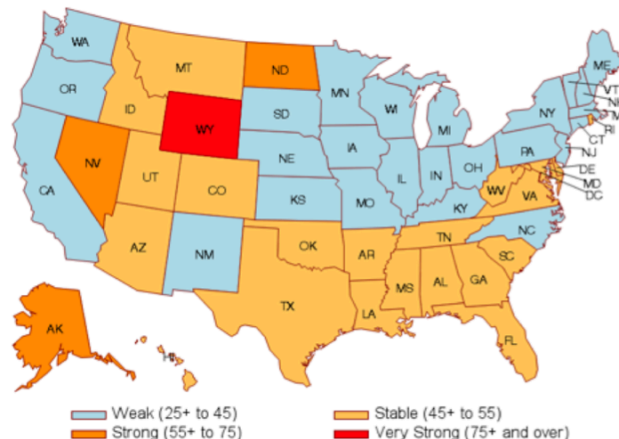 WA
MT
ND
MN
ME
VT
OR
ID
SD
WI
MI
NY
WY
RI
CT
NV
NE
IA
PA
NJ
CA
UT
CO
IL
IN
OH
DE
MD
DC
KS
MO
KY
WV
VA
AZ
NM
OK
AR
TN
NC
SC
TX
MS
AL
GA
LA
FL
AK
Weak (25+ to 45)
Stable (45+ to 55)
Strong (55+ to 75)
Very Strong (75+ and over)